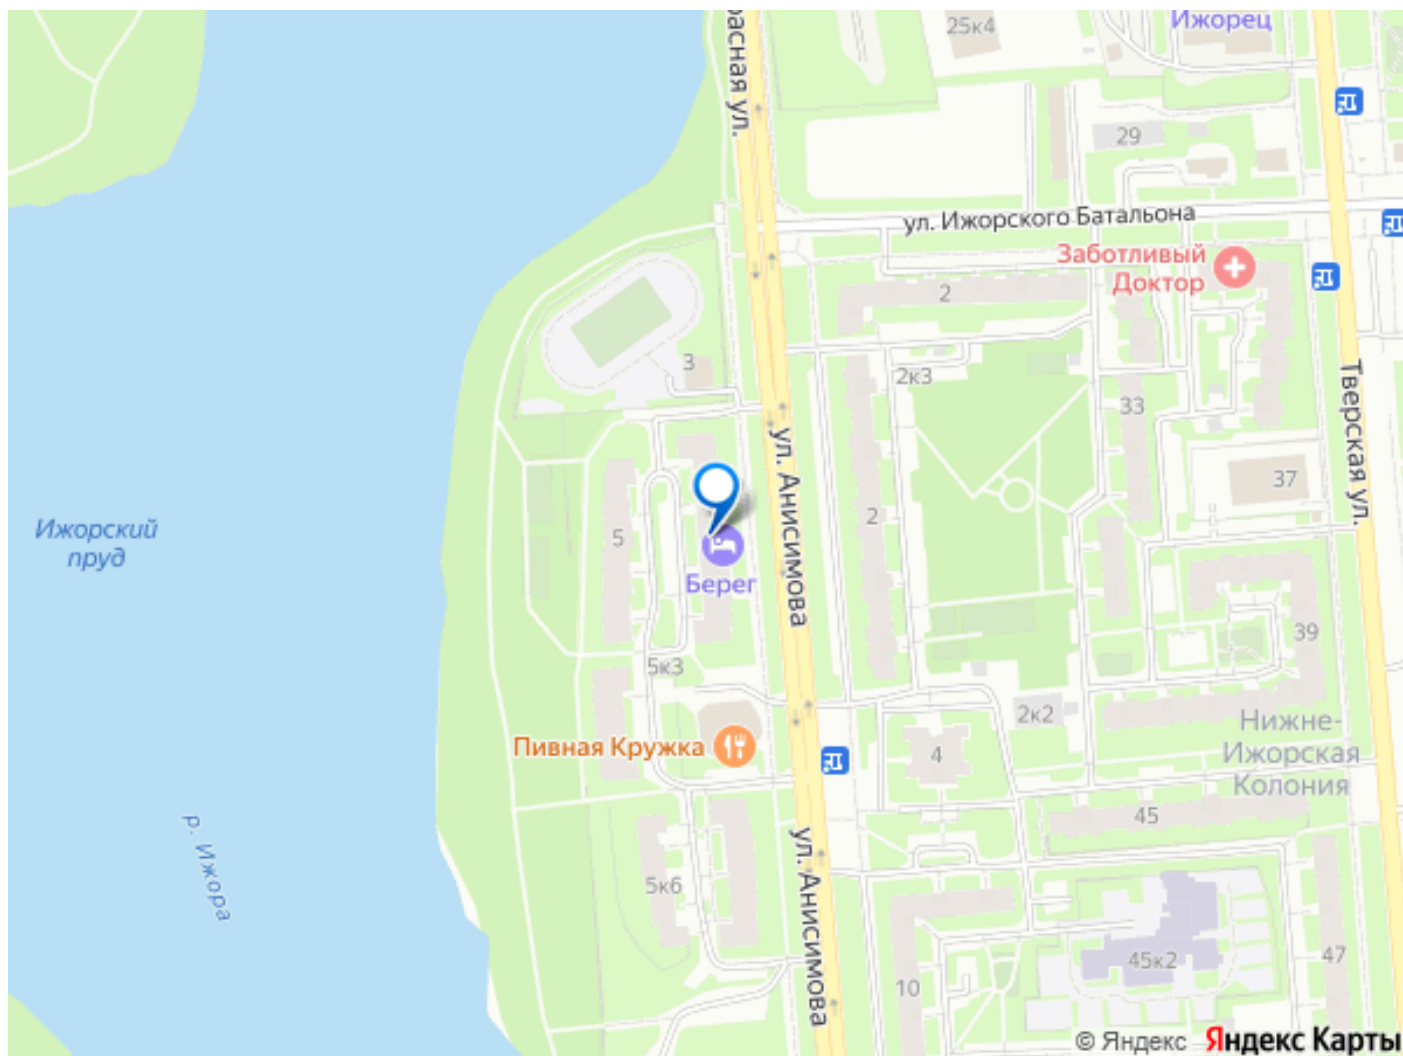 Ижорец
25к4
расная ул.
29
ул. Ижорского Батальона
Заботливый
Доктор
2
3
2к3
33
Тверская ул.
ул. Анисимова
37
Ижорский
пруд
5
2
Берег
39
5к3
2к2
Нижне-
Ижорская
Колония
Пивная Кружка
4
45
р. Ижора
ул. Анисимова
5к6
45к2
47
10
© Яндекс Яндекс Карты